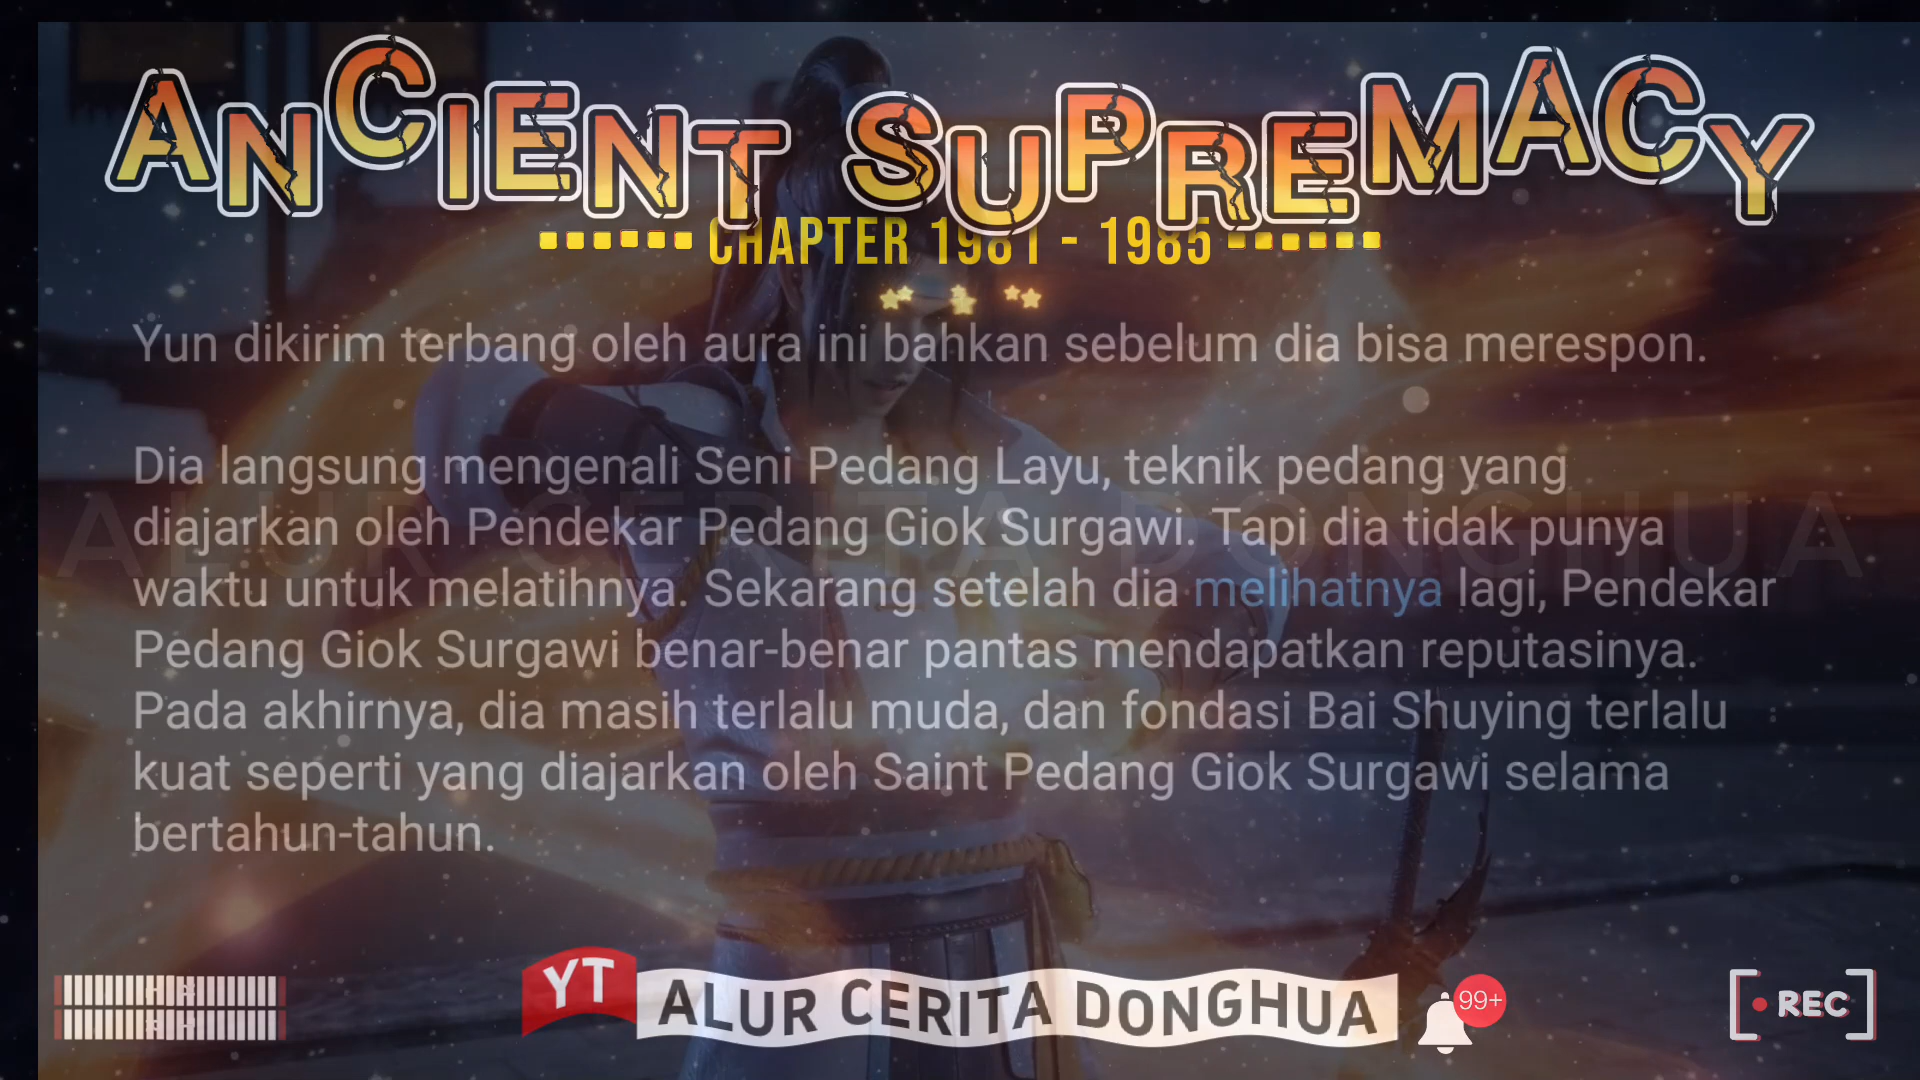 ANCIENT SUPREMACY
CHAPTER 1981 - 1985
Yun dikirim terbang oleh aura ini bahkan sebelum dia bisa merespon.
Dia langsung mengenali Seni Pedang Layu, teknik pedang yang
diajarkan oleh Pendekar Pedang Giok Surgawi. Tapi dia tidak punya
waktu untuk melatihnya. Sekarang setelah dia melihatnya lagi, Pendekar
Pedang Giok Surgawi benar-benar pantas mendapatkan reputasinya.
Pada akhirnya, dia masih terlalu muda, dan fondasi Bai Shuying terlalu
kuat seperti yang diajarkan oleh Saint Pedang Giok Surgawi selama
bertahun-tahun.
ALUR CERITA DONGHUA
YT ALUR CERITA DONGHUA
99+
REC